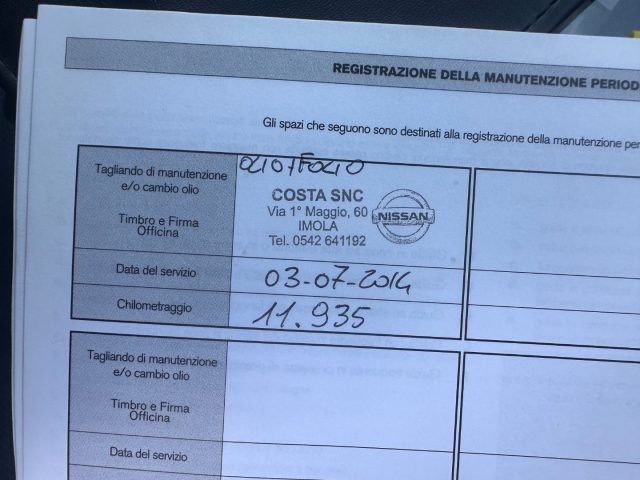 REGISTRAZIONE DELLA MANUTENZIONE PERIOD
Gli spazi che seguono sono destinati alla registrazione della manutenzione per
Tagliando di manutenzione
e/o cambio olio
Timbro e Firma
Officina
COSTA SNC
Via 1° Maggio, 60
IMOLA
Tel. 0542 641192
NISSAN
Data del servizio
03-07-2014
Chilometraggio
11.935
Tagliando di manutenzione
e/o cambio olio
Timbro e Firma
Officina
Data del servizio